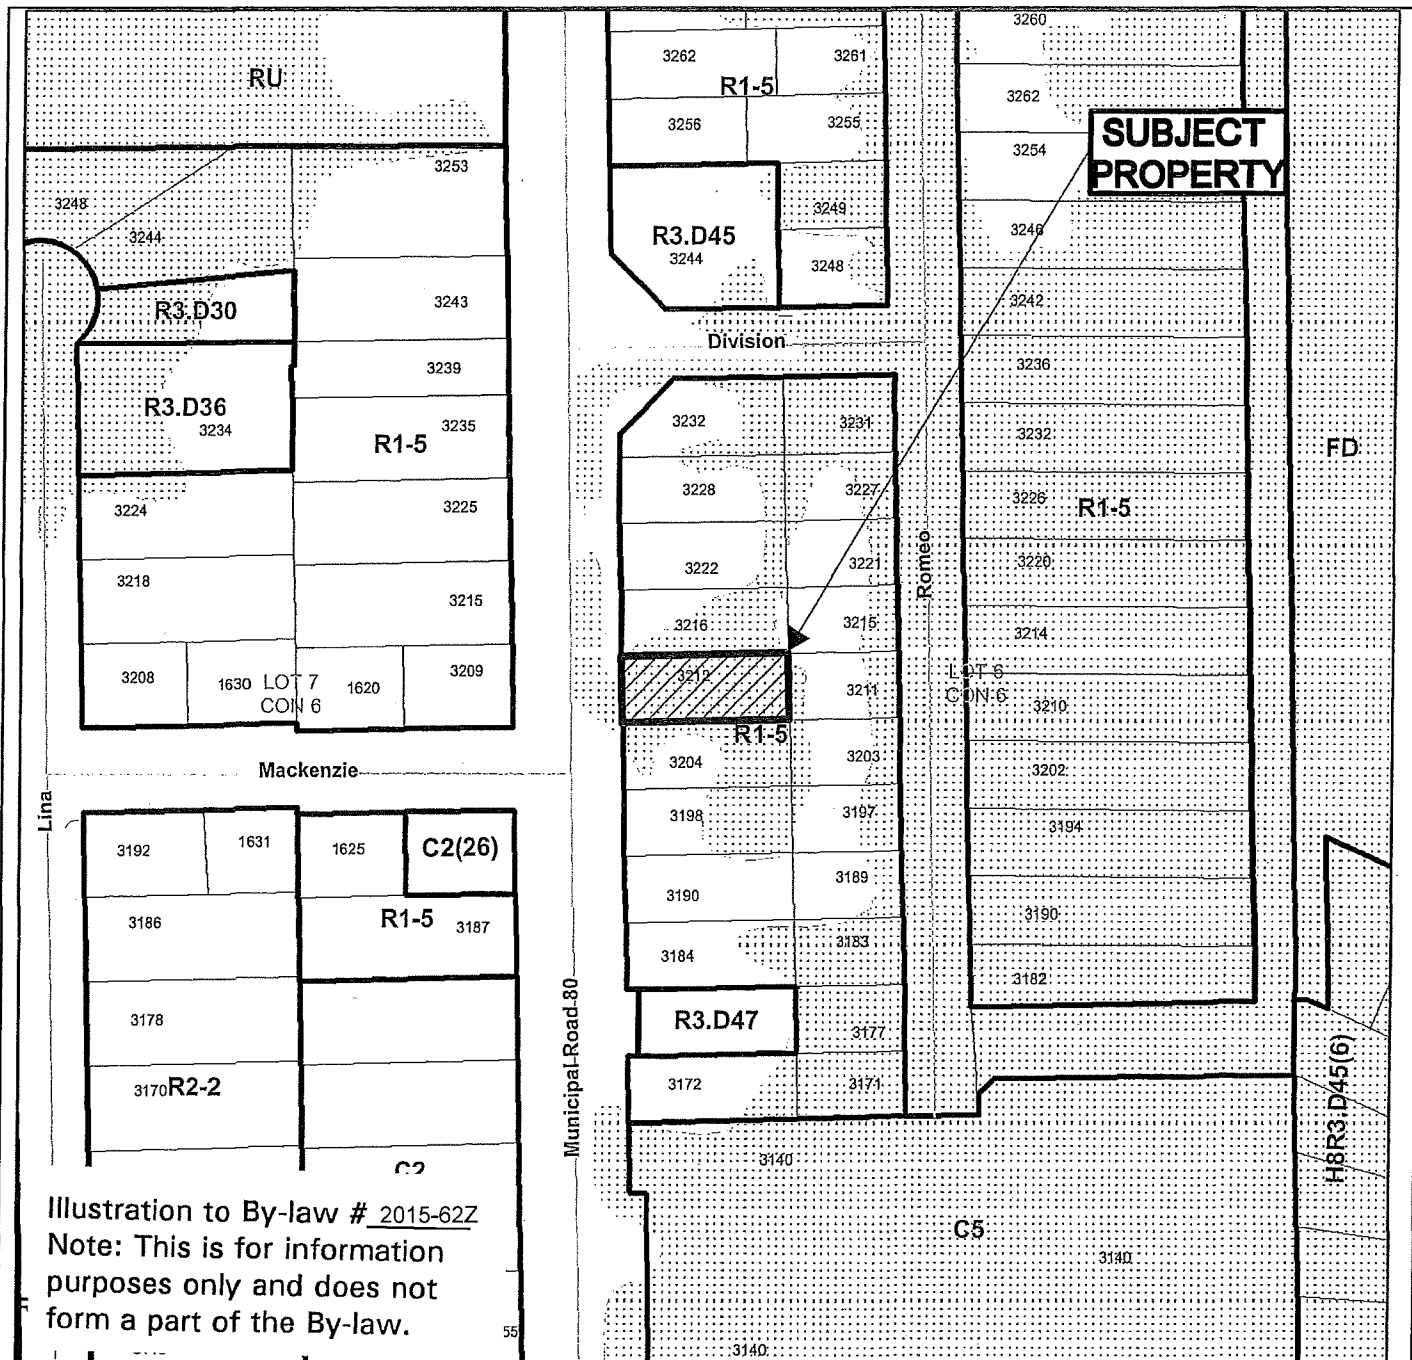 RU
3253
3248
3244
R3.D30
3243
3239
R3.D36
3234
R1-5
3235
3224
3225
3218
3215
3208
1630
LOT 7
CON 6
1620
3209
Mackenzie
Lina
3192
1631
1625
C2(26)
3186
R1-5
3187
3178
3170
R2-2
C2
Municipal Road 80
3262
3261
R1-5
3256
3255
R3.D45
3244
3249
3248
Division
3232
3231
3228
3227
3222
3221
3216
3215
3212
3211
R1-5
3204
3203
3198
3197
3190
3189
3184
3183
R3.D47
3177
3172
3171
Romeo
3260
3262
3254
SUBJECT
PROPERTY
3246
3242
3236
3232
3226
R1-5
3220
3214
LOT 6
CON 6
3210
3202
3194
3190
3182
FD
H8R3.D45(6)
3140
C5
3140
3140
55
Illustration to By-law # 2015-62Z
Note: This is for information
purposes only and does not
form a part of the By-law.